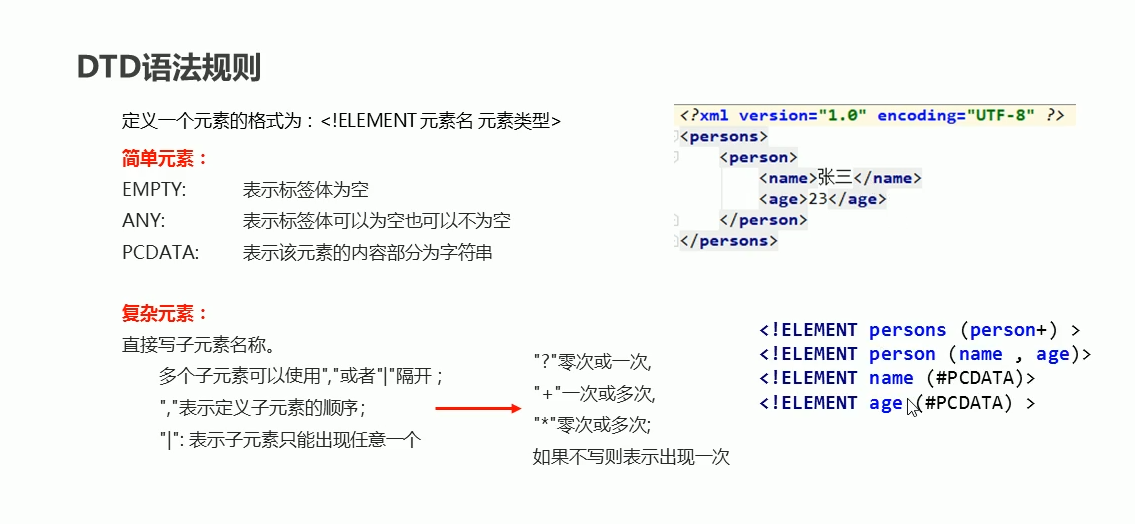 DTD语法规则
定义一个元素的格式为：<!ELEMENT 元素名 元素类型>
简单元素：
EMPTY: 表示标签体为空
ANY: 表示标签体可以为空也可以不为空
PCDATA: 表示该元素的内容部分为字符串
复杂元素：
直接写子元素名称。
多个子元素可以使用","或者"|"隔开；
","表示定义子元素的顺序；
"|": 表示子元素只能出现任意一个
"?"零次或一次,
"+"一次或多次,
"*"零次或多次;
如果不写则表示出现一次
<?xml version="1.0" encoding="UTF-8" ?>
<persons>
<person>
<name>张三</name>
<age>23</age>
</person>
</persons>
<!ELEMENT persons (person+) >
<!ELEMENT person (name , age)>
<!ELEMENT name (#PCDATA)>
<!ELEMENT age (#PCDATA) >